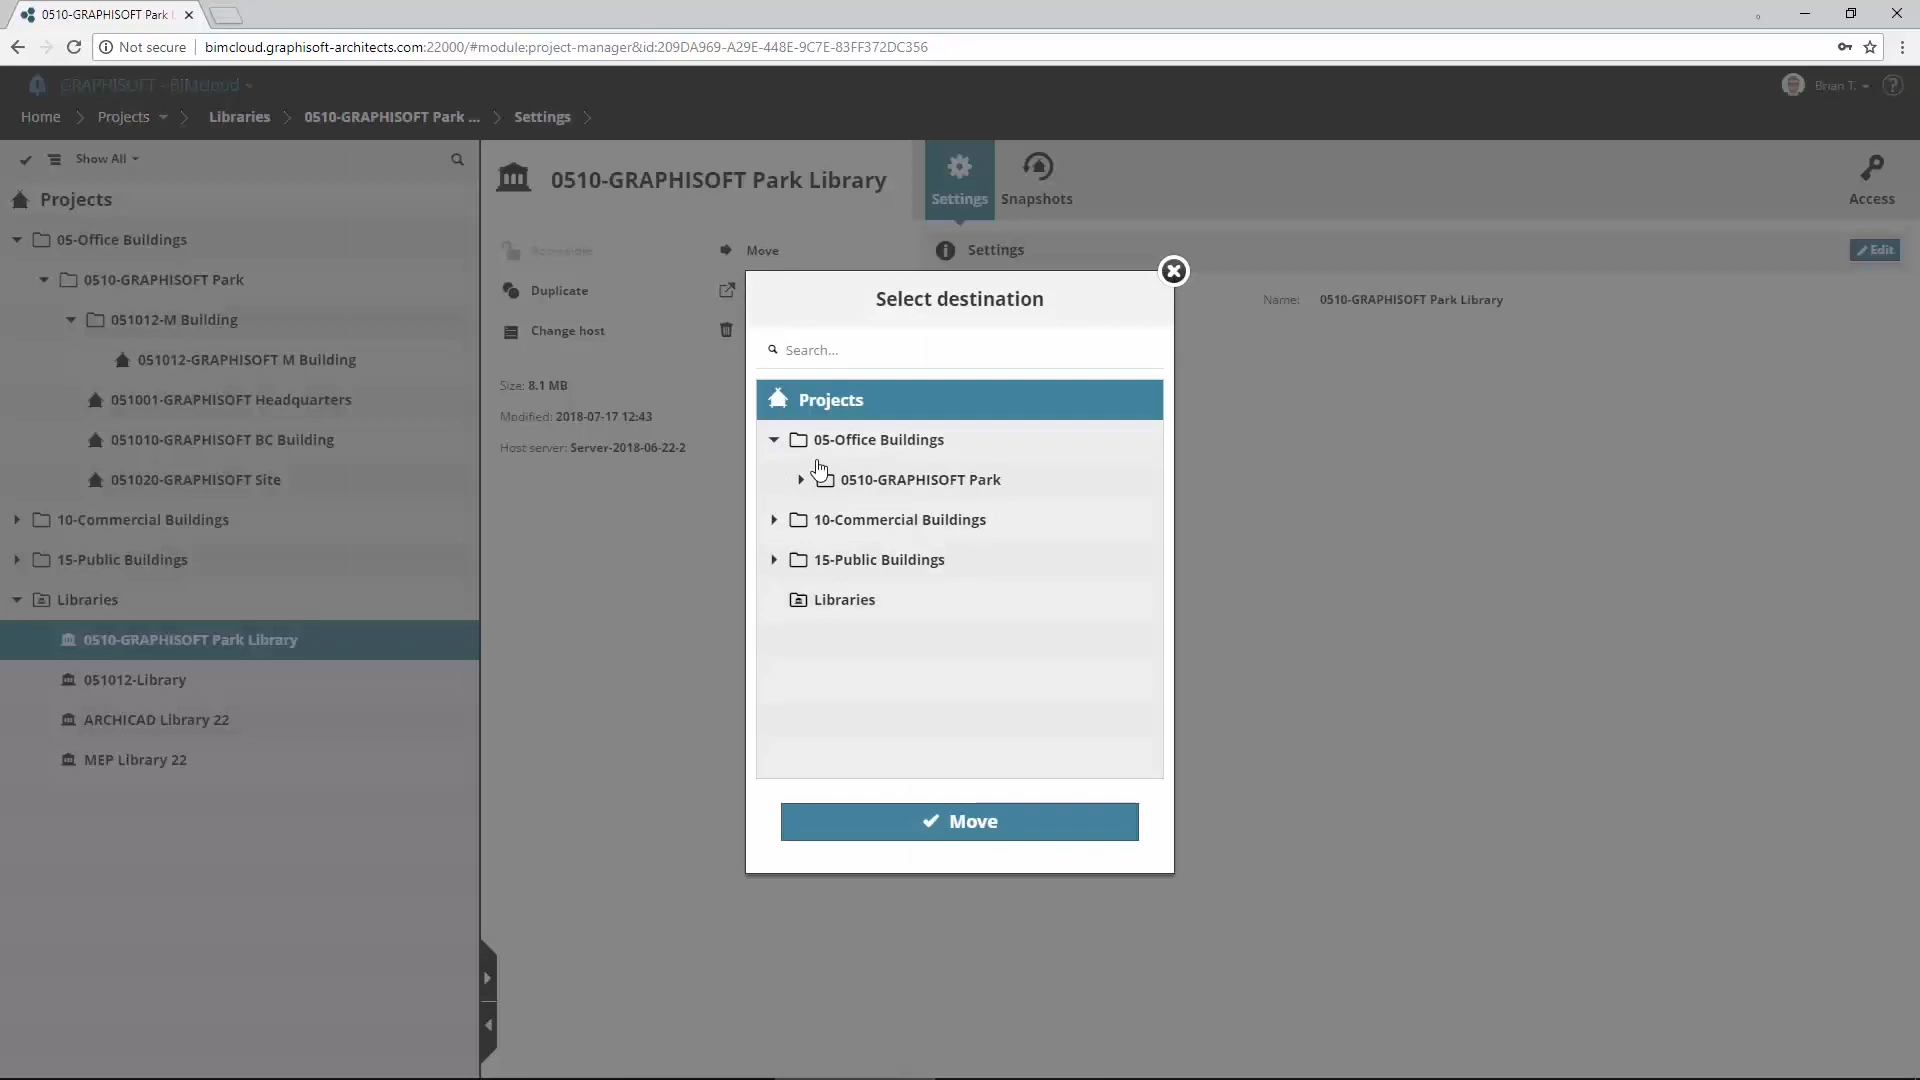 0510-GRAPHISOFT Park
Not secure
bimcloud.graphisoft-architects.com:22000/#module:project-manager&id:209DA969-A29E-448E-9C7E-83FF372DC356
GRAPHISOFT - BIMcloud
Brian T.
Home
Projects
Libraries
0510-GRAPHISOFT Park ...
Settings
Show All
Projects
05-Office Buildings
0510-GRAPHISOFT Park
051012-M Building
051012-GRAPHISOFT M Building
051001-GRAPHISOFT Headquarters
051010-GRAPHISOFT BC Building
051020-GRAPHISOFT Site
10-Commercial Buildings
15-Public Buildings
Libraries
0510-GRAPHISOFT Park Library
051012-Library
ARCHICAD Library 22
MEP Library 22
0510-GRAPHISOFT Park Library
Settings
Snapshots
Access
Move
Duplicate
Change host
Size: 8.1 MB
Modified: 2018-07-17 12:43
Host server: Server-2018-06-22-2
Settings
Edit
Name: 0510-GRAPHISOFT Park Library
Select destination
Search...
Projects
05-Office Buildings
0510-GRAPHISOFT Park
10-Commercial Buildings
15-Public Buildings
Libraries
Move